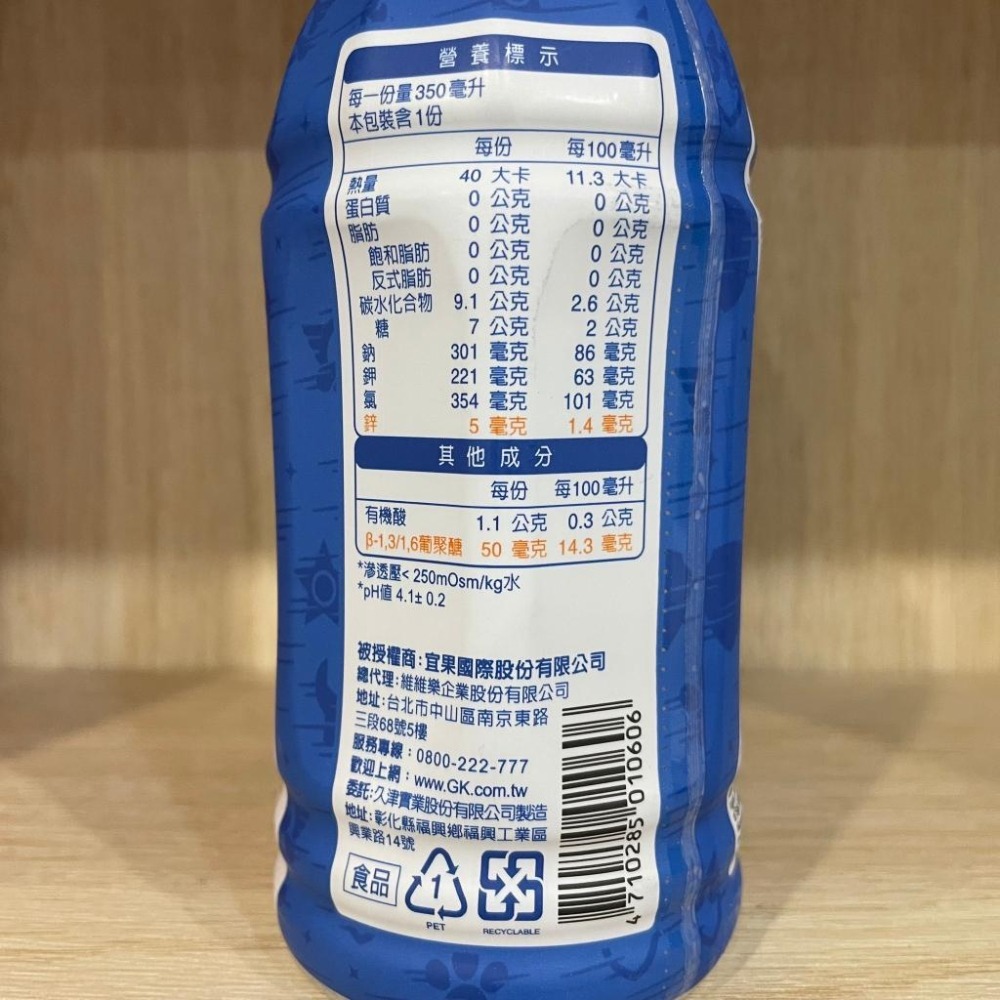 營養標示
每一份量350毫升
本包裝含1份
每份 每100毫升
熱量 40 大卡 11.3 大卡
蛋白質 0 公克 0 公克
脂肪 0 公克 0 公克
飽和脂肪 0 公克 0 公克
反式脂肪 0 公克 0 公克
碳水化合物 9.1 公克 2.6 公克
糖 7 公克 2 公克
鈉 301 毫克 86 毫克
鉀 221 毫克 63 毫克
氯 354 毫克 101 毫克
鋅 5 毫克 1.4 毫克
其他成分
每份 每100毫升
有機酸 1.1 公克 0.3 公克
β-1,3/1,6葡聚醣 50 毫克 14.3 毫克
*滲透壓< 250mOsm/kg水
*pH值 4.1± 0.2
被授權商:宜果國際股份有限公司
總代理:維維樂企業股份有限公司
地址:台北市中山區南京東路
三段68號5樓
服務專線:0800-222-777
歡迎上網:www.GK.com.tw
委託:久津實業股份有限公司製造
地址:彰化縣福興鄉福興工業區
興業路14號
食品
1
PET
RECYCLABLE
4 710285 010606